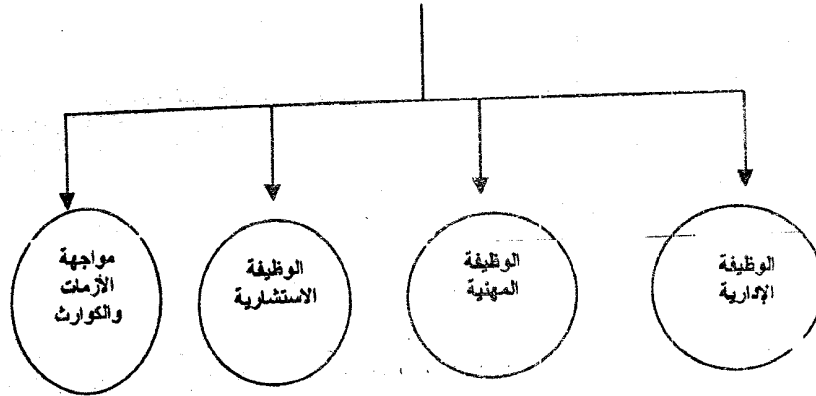 الوظيفة
الإدارية
الوظيفة
المهنية
الوظيفة
الاستشارية
مواجهة
الأزمات
والكوارث